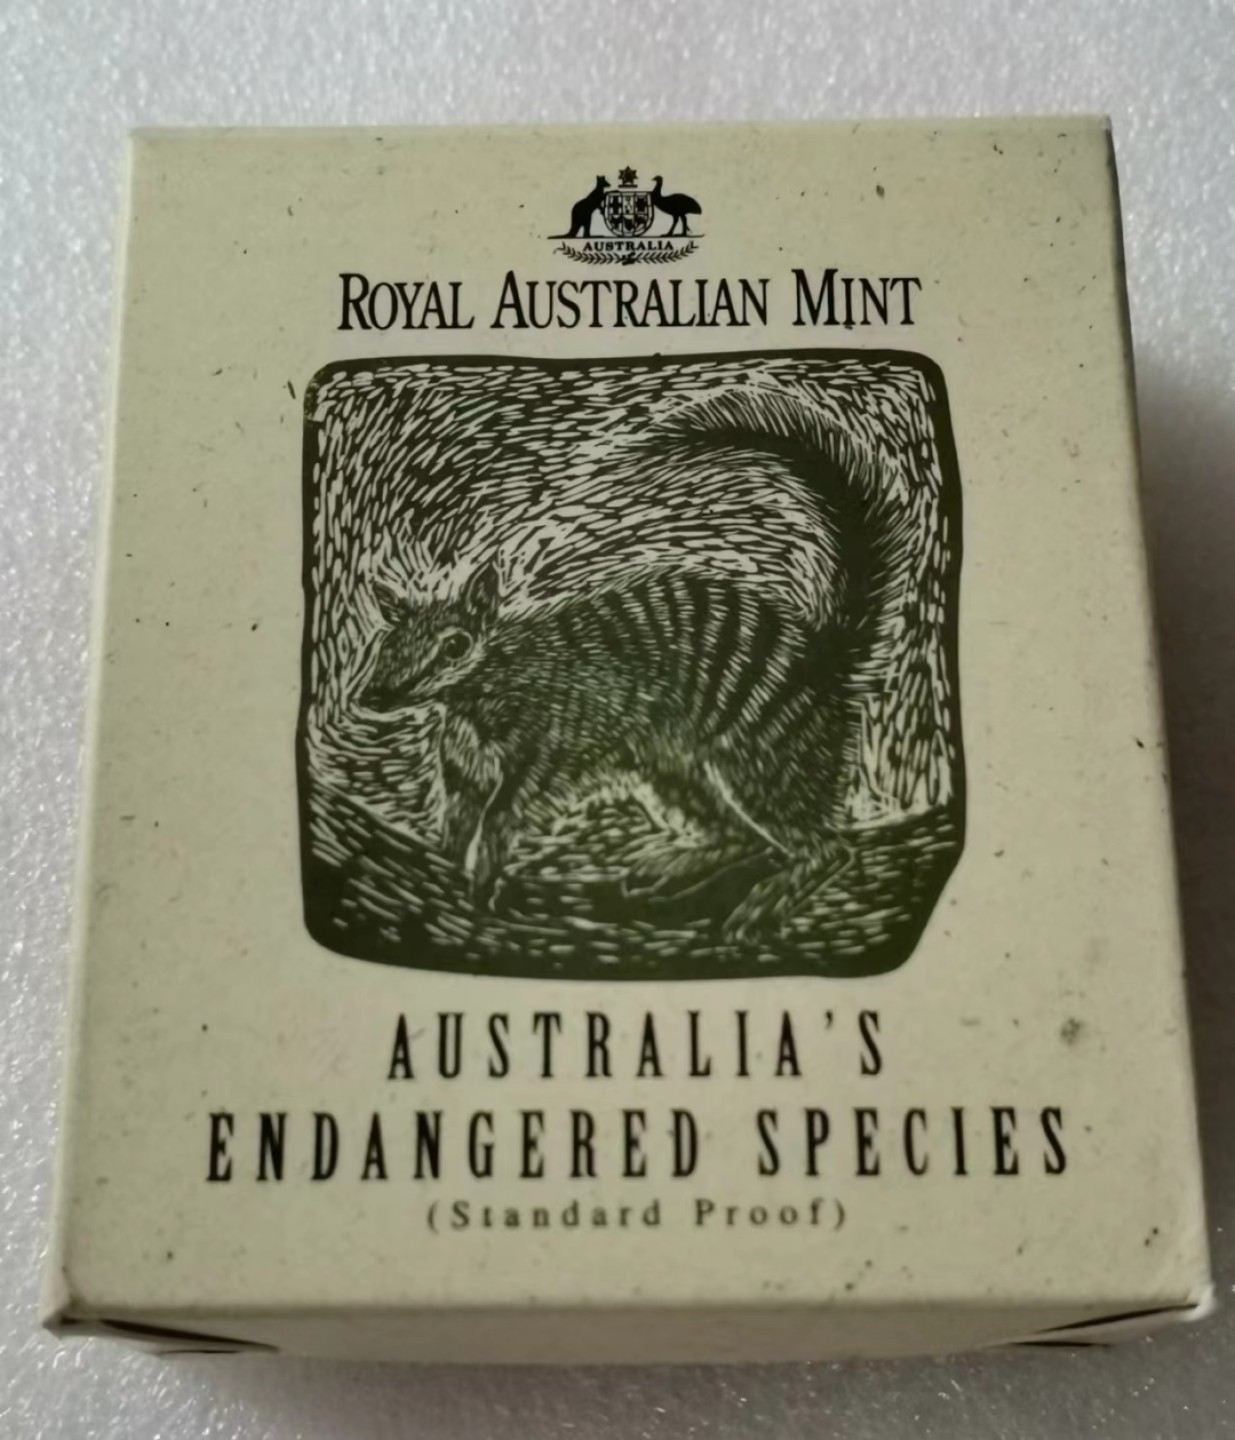 AUSTRALIA
ROYAL AUSTRALIAN MINT
AUSTRALIA'S
ENDANGERED SPECIES
(Standard Proof)